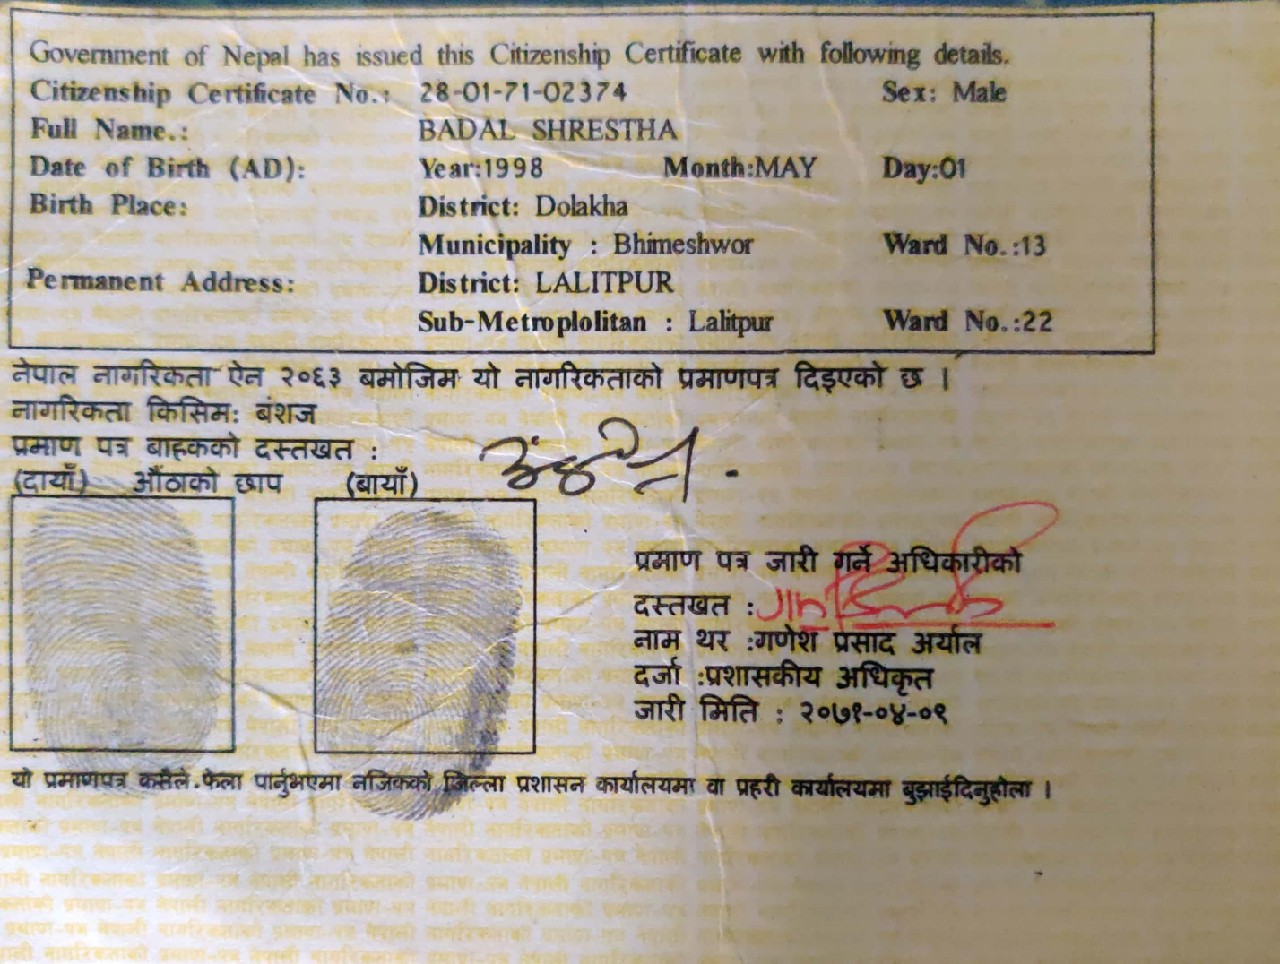 Government of Nepal has issued this Citizenship Certificate with following details.
Citizenship Certificate No.: 28-01-71-02374 Sex: Male
Full Name.: BADAL SHRESTHA
Date of Birth (AD): Year:1998 Month:MAY Day:01
Birth Place: District: Dolakha
Municipality : Bhimeshwor Ward No.:13
Permanent Address: District: LALITPUR
Sub-Metroplolitan : Lalitpur Ward No.:22
नेपाल नागरिकता ऐन २०६३ बमोजिम यो नागरिकताको प्रमाणपत्र दिइएको छ ।
नागरिकता किसिम: बंशज
प्रमाण पत्र बाहकको दस्तखत :
(दायाँ) औंठाको छाप (बायाँ)
प्रमाण पत्र जारी गर्ने अधिकारीको
दस्तखत :
नाम थर :गणेश प्रसाद अर्याल
दर्जा :प्रशासकीय अधिकृत
जारी मिति : २०७१-०४-०९
यो प्रमाणपत्र कसैले फेला पार्नुभएमा नजिकको जिल्ला प्रशासन कार्यालयमा वा प्रहरी कार्यालयमा बुझाईदिनुहोला ।